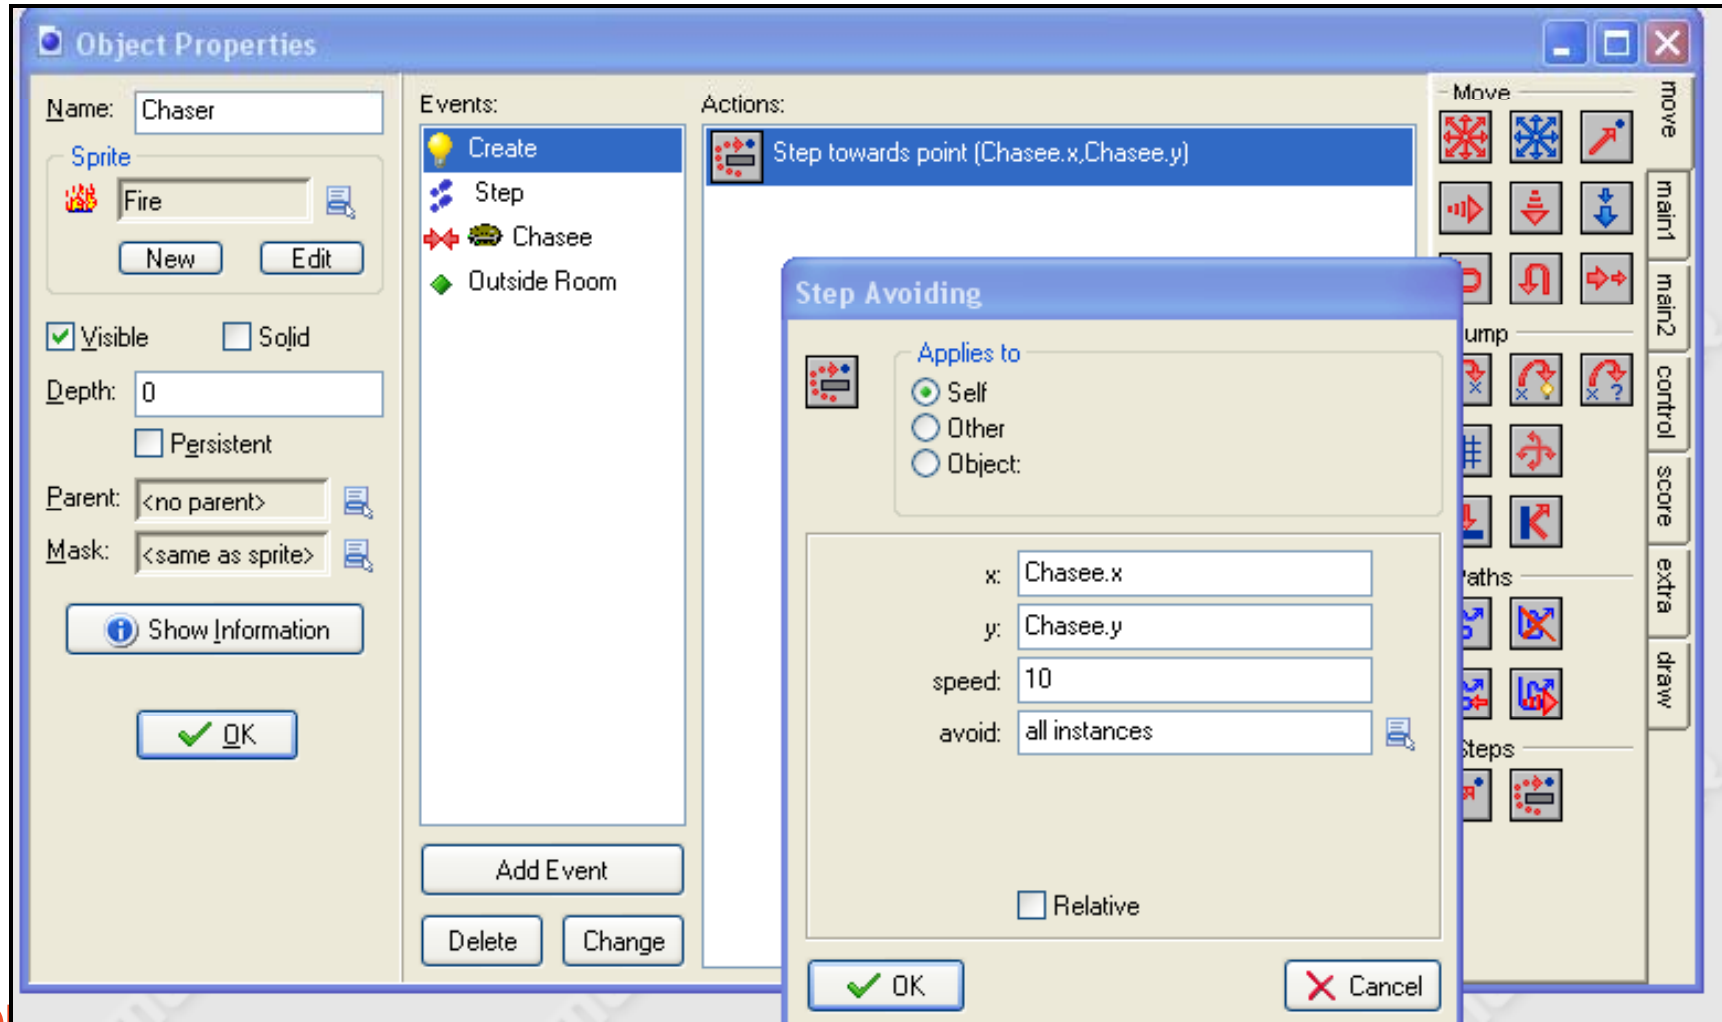 Object Properties
Name: Chaser
Sprite
Fire
New Edit
Visible Solid
Depth: 0
Persistent
Parent: <no parent>
Mask: <same as sprite>
Show Information
OK
Events:
Create
Step
Chasee
Outside Room
Add Event
Delete Change
Actions:
Step towards point (Chasee.x,Chasee.y)
Step Avoiding
Applies to
Self
Other
Object:
x: Chasee.x
y: Chasee.y
speed: 10
avoid: all instances
Relative
OK Cancel
Move
ump
aths
Steps
move
main1
main2
control
score
extra
draw